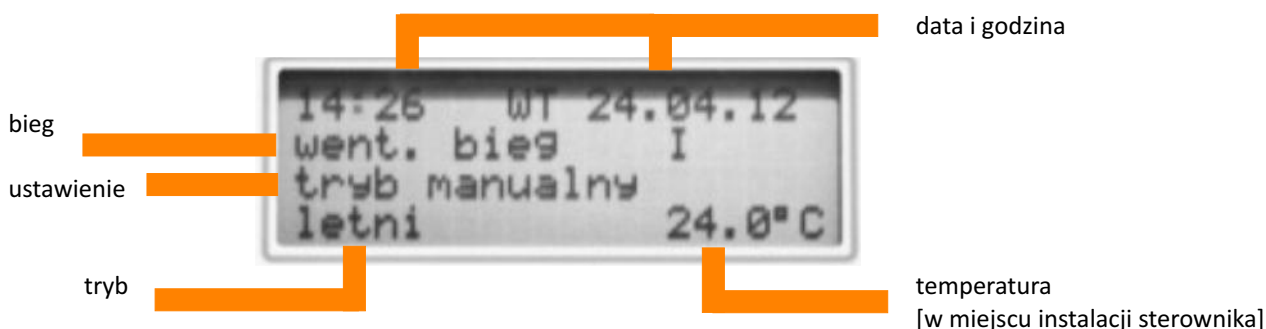 data i godzina
14:26 WT 24.04.12
bieg
went. bieg I
ustawienie
tryb manualny
letni 24.0°C
tryb
temperatura
[w miejscu instalacji sterownika]